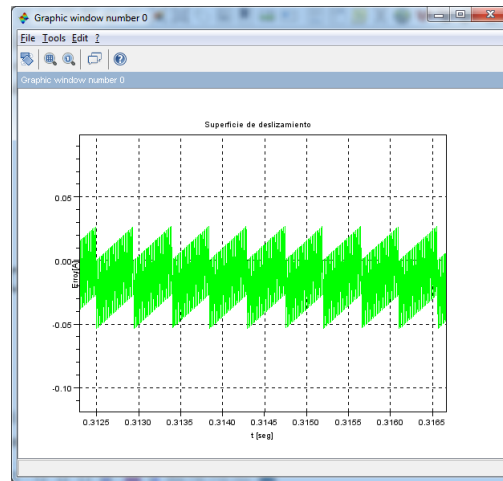 Graphic window number 0
File Tools Edit ?
Graphic window number 0
Superficie de deslizamiento
0.05
0.00
-0.05
-0.10
Error[A]
0.3125 0.3130 0.3135 0.3140 0.3145 0.3150 0.3155 0.3160 0.3165
t [seg]